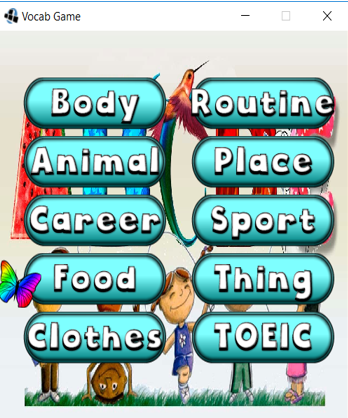 Vocab Game
Body
Routine
Animal
Place
Career
Sport
Food
Thing
Clothes
TOEIC